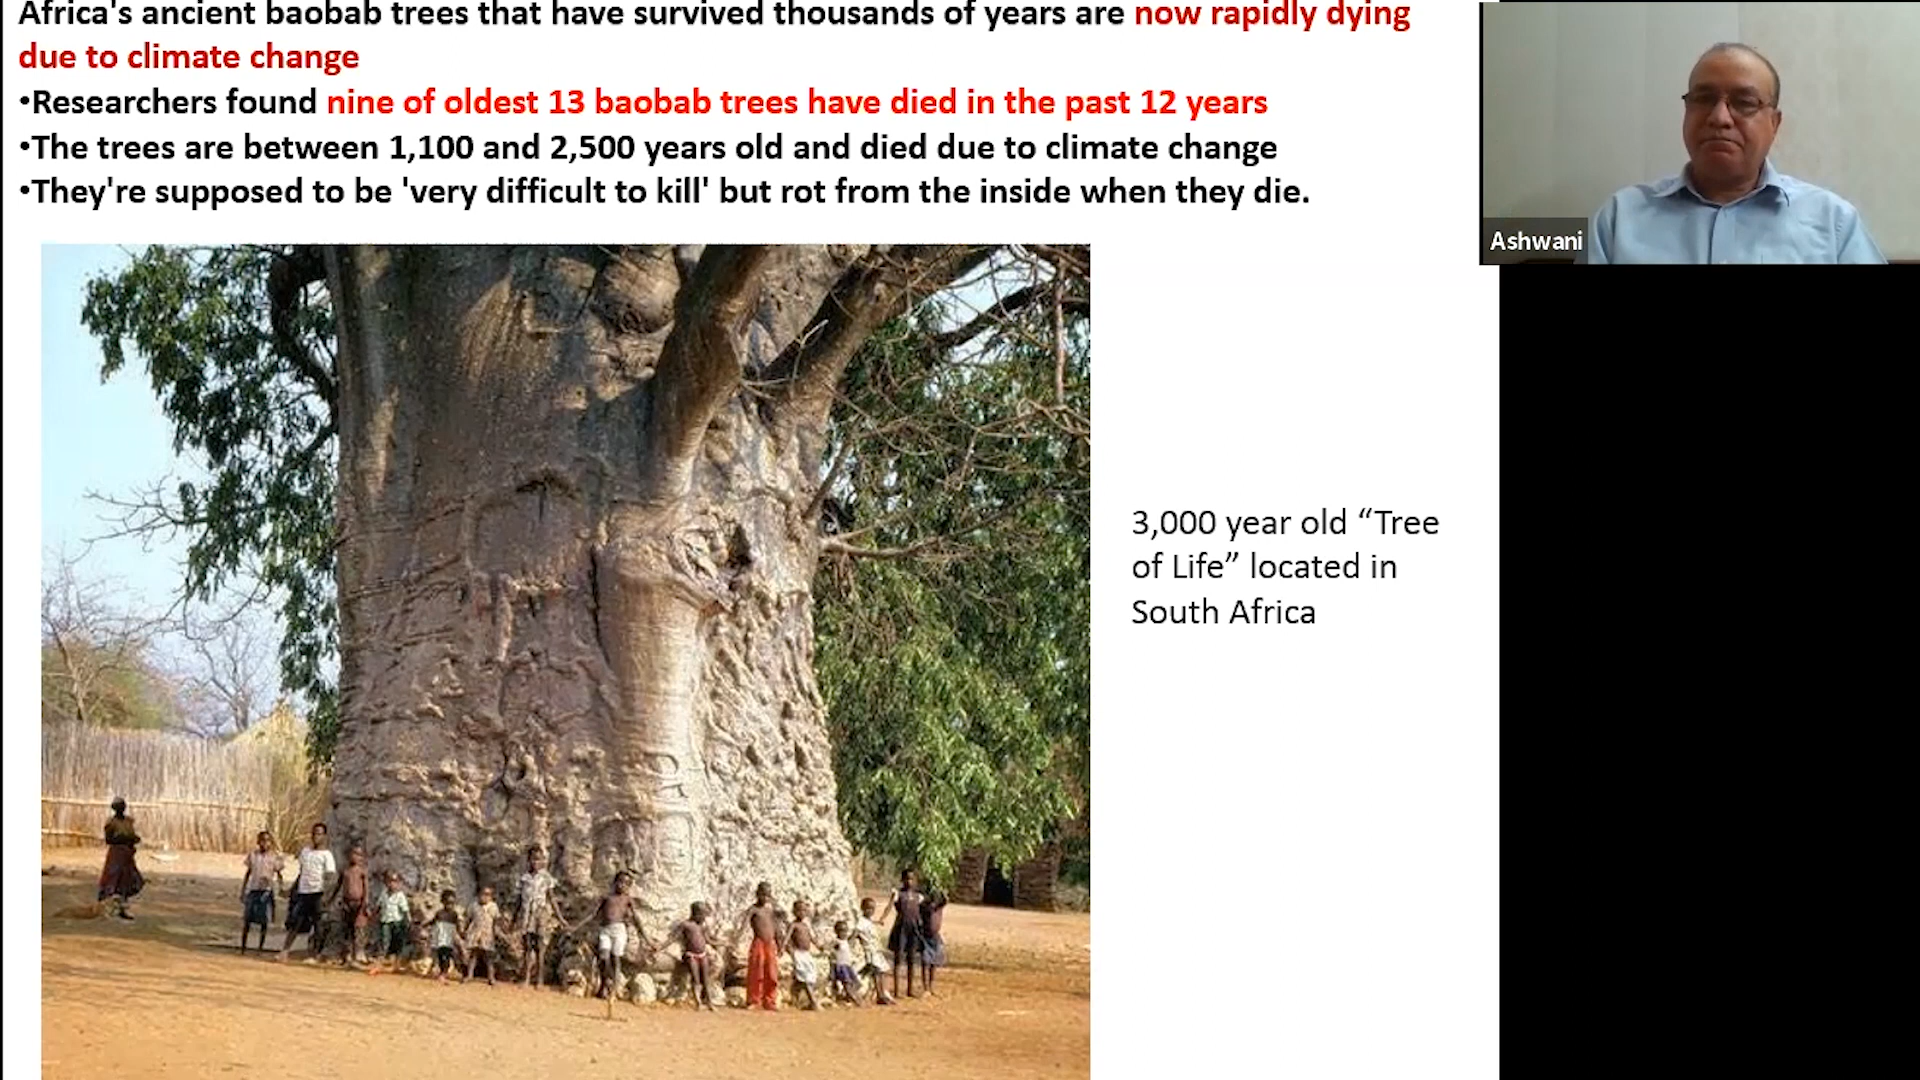 Africa's ancient baobab trees that have survived thousands of years are now rapidly dying
due to climate change
•Researchers found nine of oldest 13 baobab trees have died in the past 12 years
•The trees are between 1,100 and 2,500 years old and died due to climate change
•They're supposed to be 'very difficult to kill' but rot from the inside when they die.
Ashwani
3,000 year old “Tree
of Life” located in
South Africa